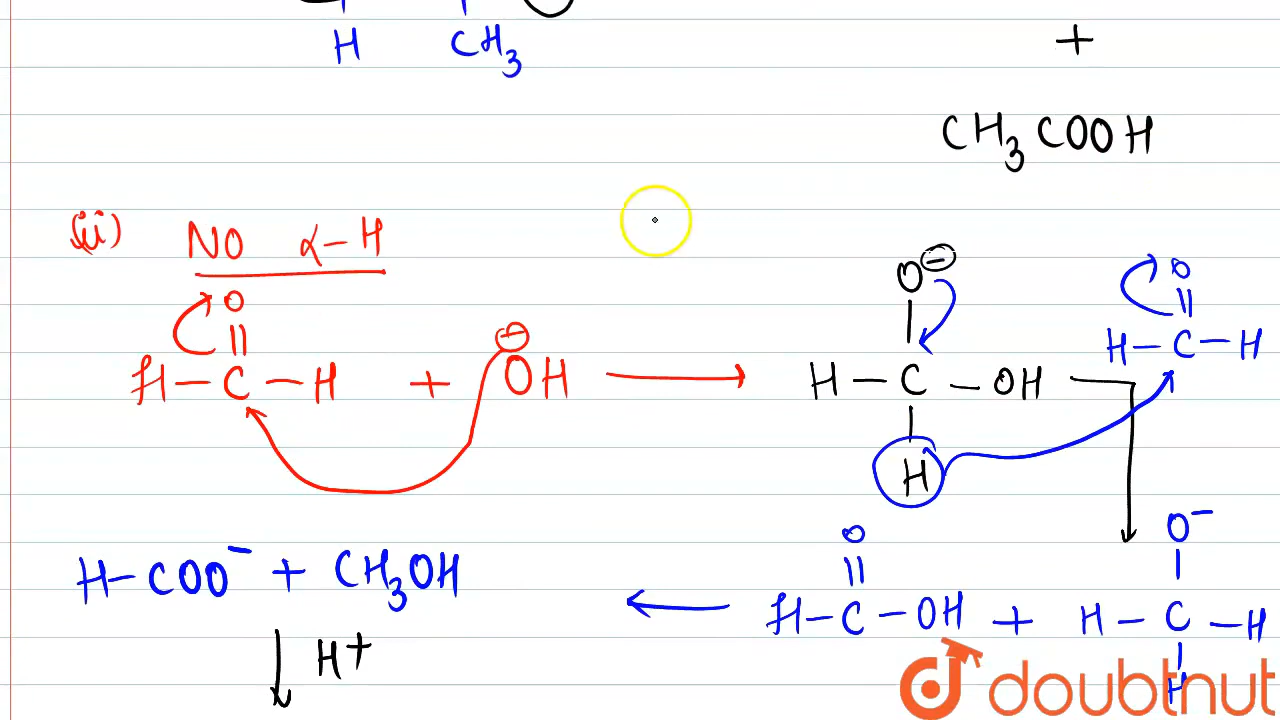 H CH3
+
CH3COOH
(ii) NO α-H
O
||
H-C-H + ⊖OH ⟶
O⊖
|
H-C-OH
|
H
O
||
H-C-H
H-COO⁻ + CH3OH
O
||
⟵ H-C-OH +
O⁻
|
H-C-H
|
H
↓ H+
doubtnut